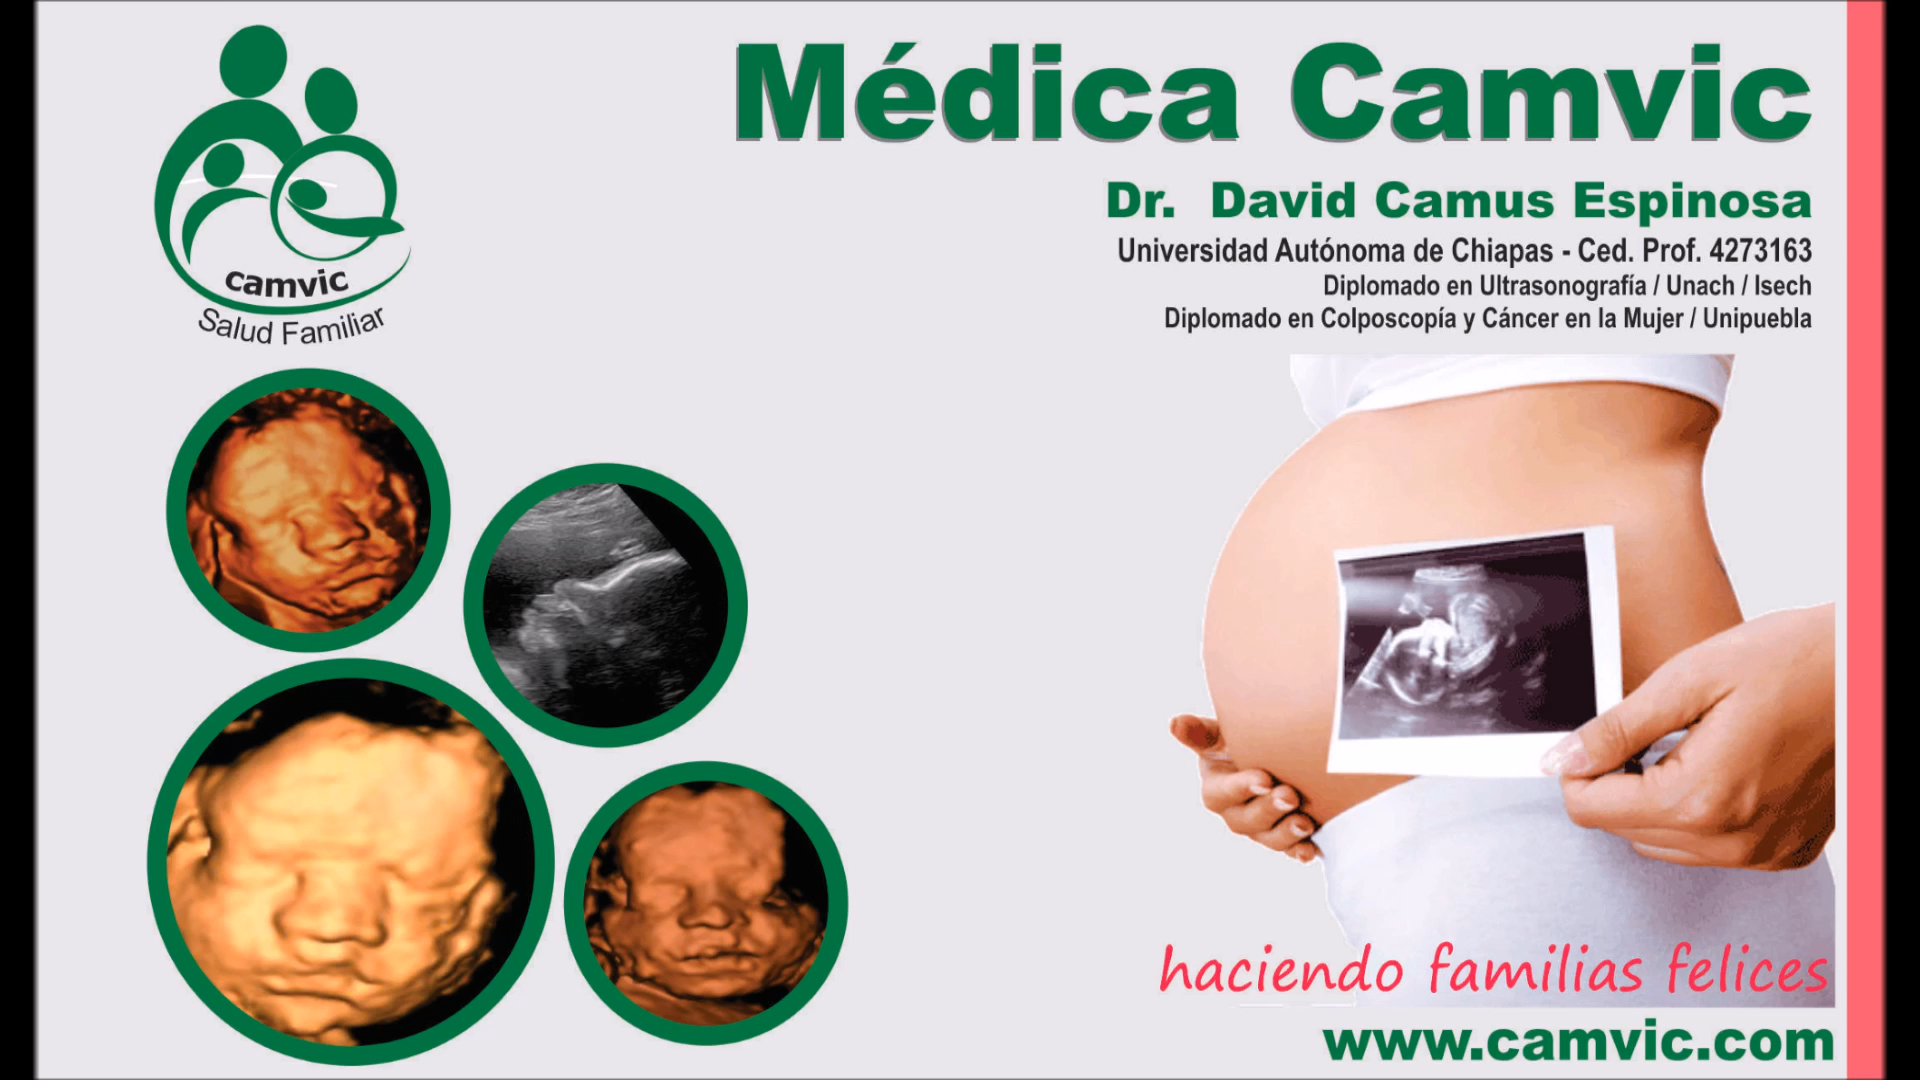 camvic
Salud Familiar
Médica Camvic
Dr. David Camus Espinosa
Universidad Autónoma de Chiapas - Ced. Prof. 4273163
Diplomado en Ultrasonografía / Unach / Isech
Diplomado en Colposcopía y Cáncer en la Mujer / Unipuebla
haciendo familias felices
www.camvic.com